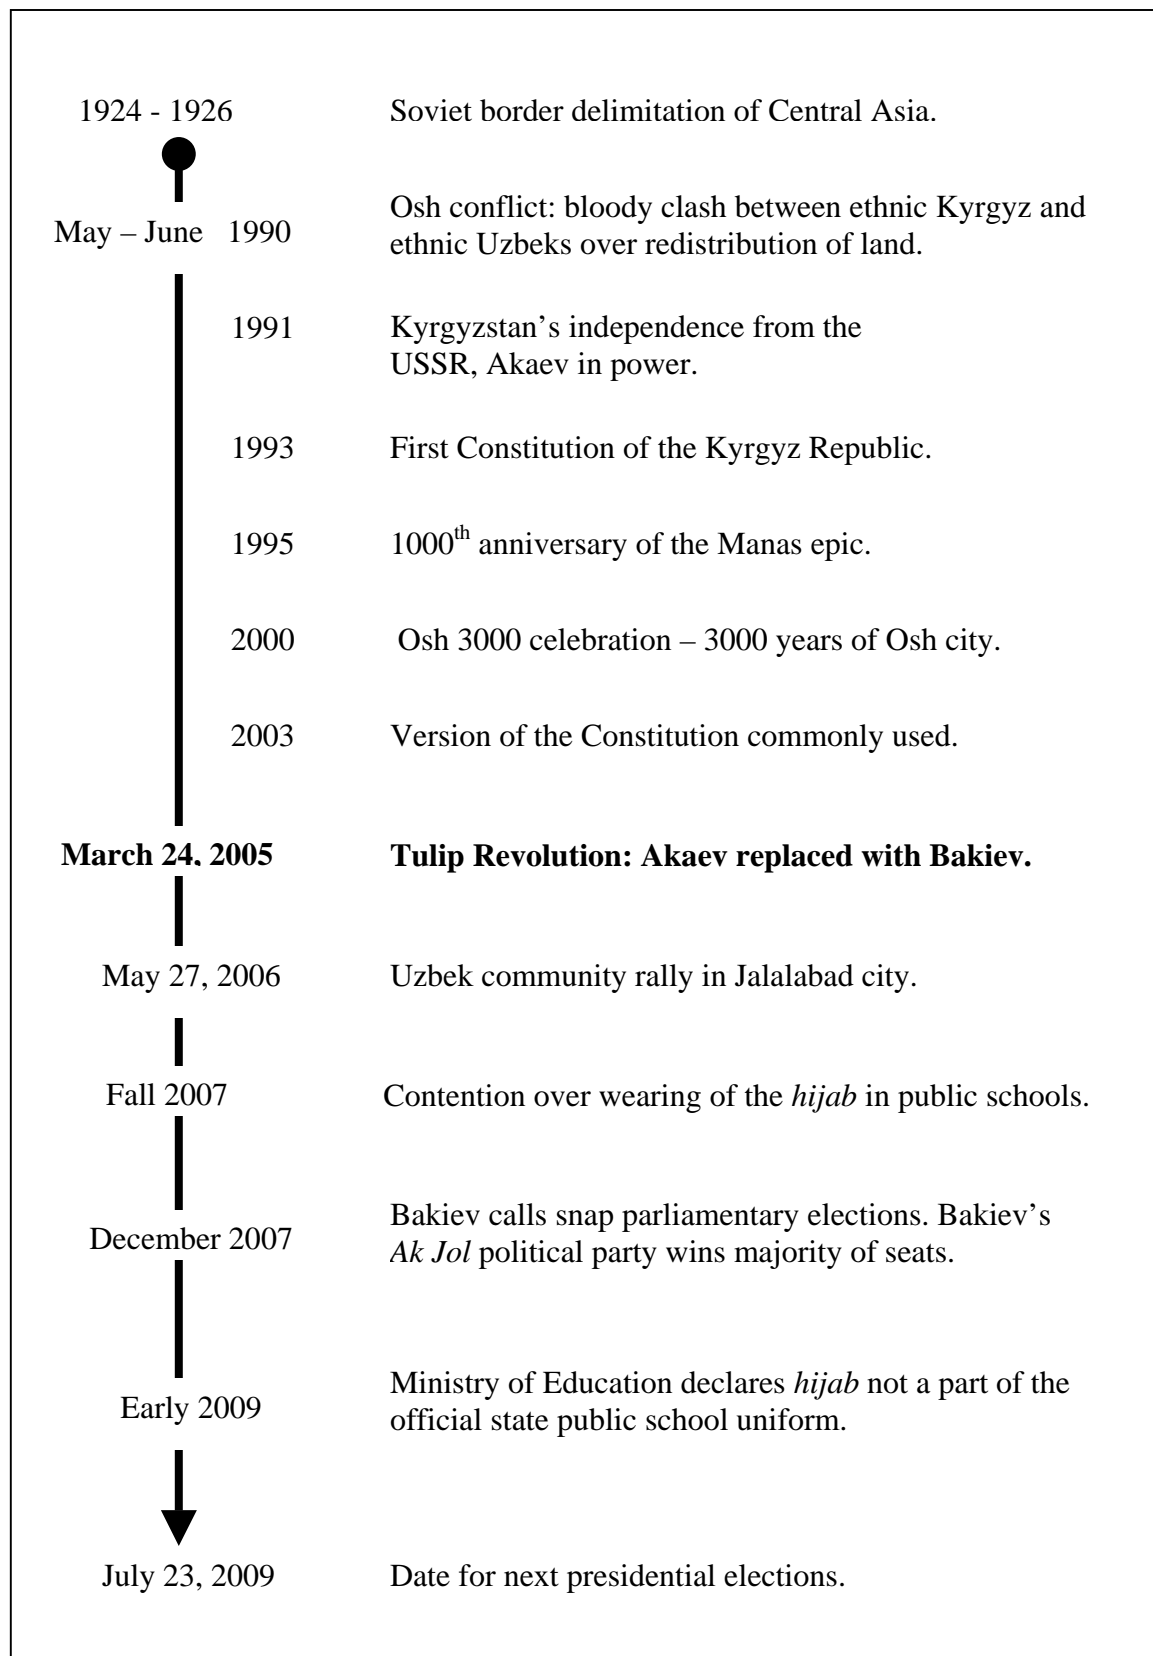 1924 - 1926 Soviet border delimitation of Central Asia.
May – June 1990 Osh conflict: bloody clash between ethnic Kyrgyz and
ethnic Uzbeks over redistribution of land.
1991 Kyrgyzstan’s independence from the
USSR, Akaev in power.
1993 First Constitution of the Kyrgyz Republic.
1995 1000th anniversary of the Manas epic.
2000 Osh 3000 celebration – 3000 years of Osh city.
2003 Version of the Constitution commonly used.
March 24, 2005 Tulip Revolution: Akaev replaced with Bakiev.
May 27, 2006 Uzbek community rally in Jalalabad city.
Fall 2007 Contention over wearing of the hijab in public schools.
December 2007 Bakiev calls snap parliamentary elections. Bakiev’s
Ak Jol political party wins majority of seats.
Early 2009 Ministry of Education declares hijab not a part of the
official state public school uniform.
July 23, 2009 Date for next presidential elections.